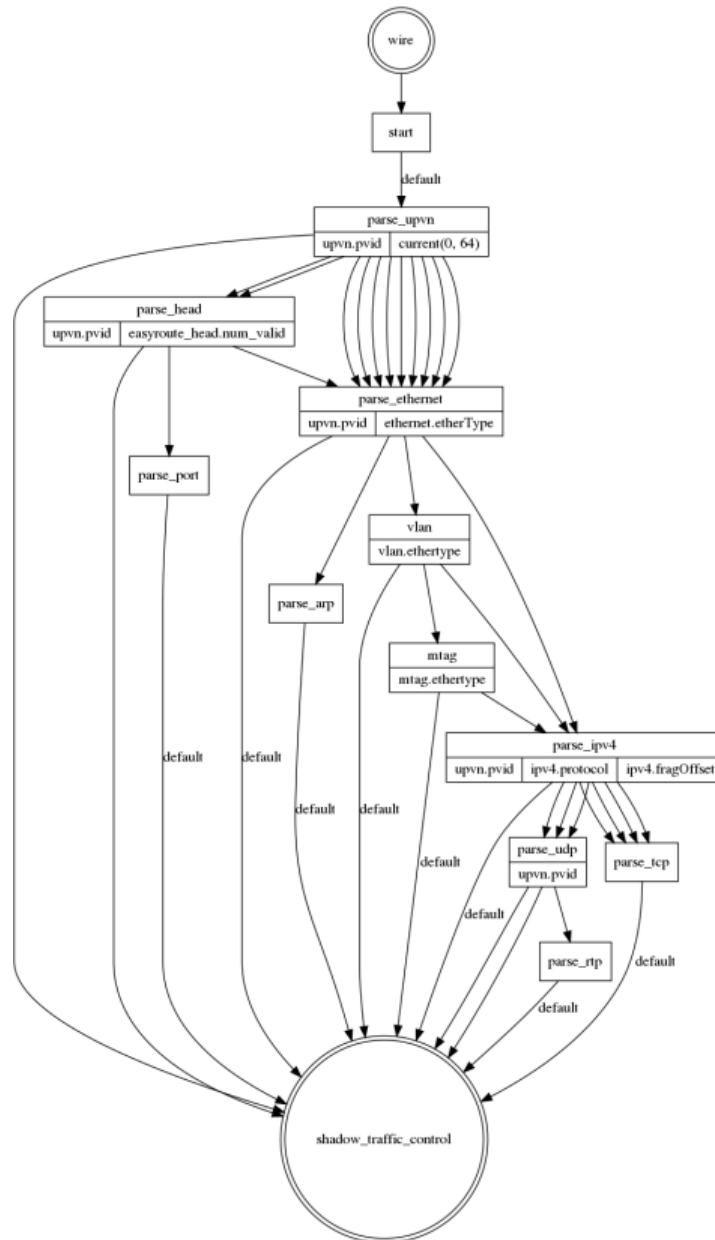 wire
start
default
parse_upvn
upvn.pvid current(0, 64)
parse_head
upvn.pvid easyroute_head.num_valid
parse_ethernet
upvn.pvid ethernet.etherType
parse_port
vlan
vlan.ethertype
parse_arp
mtag
mtag.ethertype
parse_ipv4
upvn.pvid ipv4.protocol ipv4.fragOffset
default
default
default
default
parse_udp
upvn.pvid
parse_tcp
default
default
parse_rtp
default
default
shadow_traffic_control